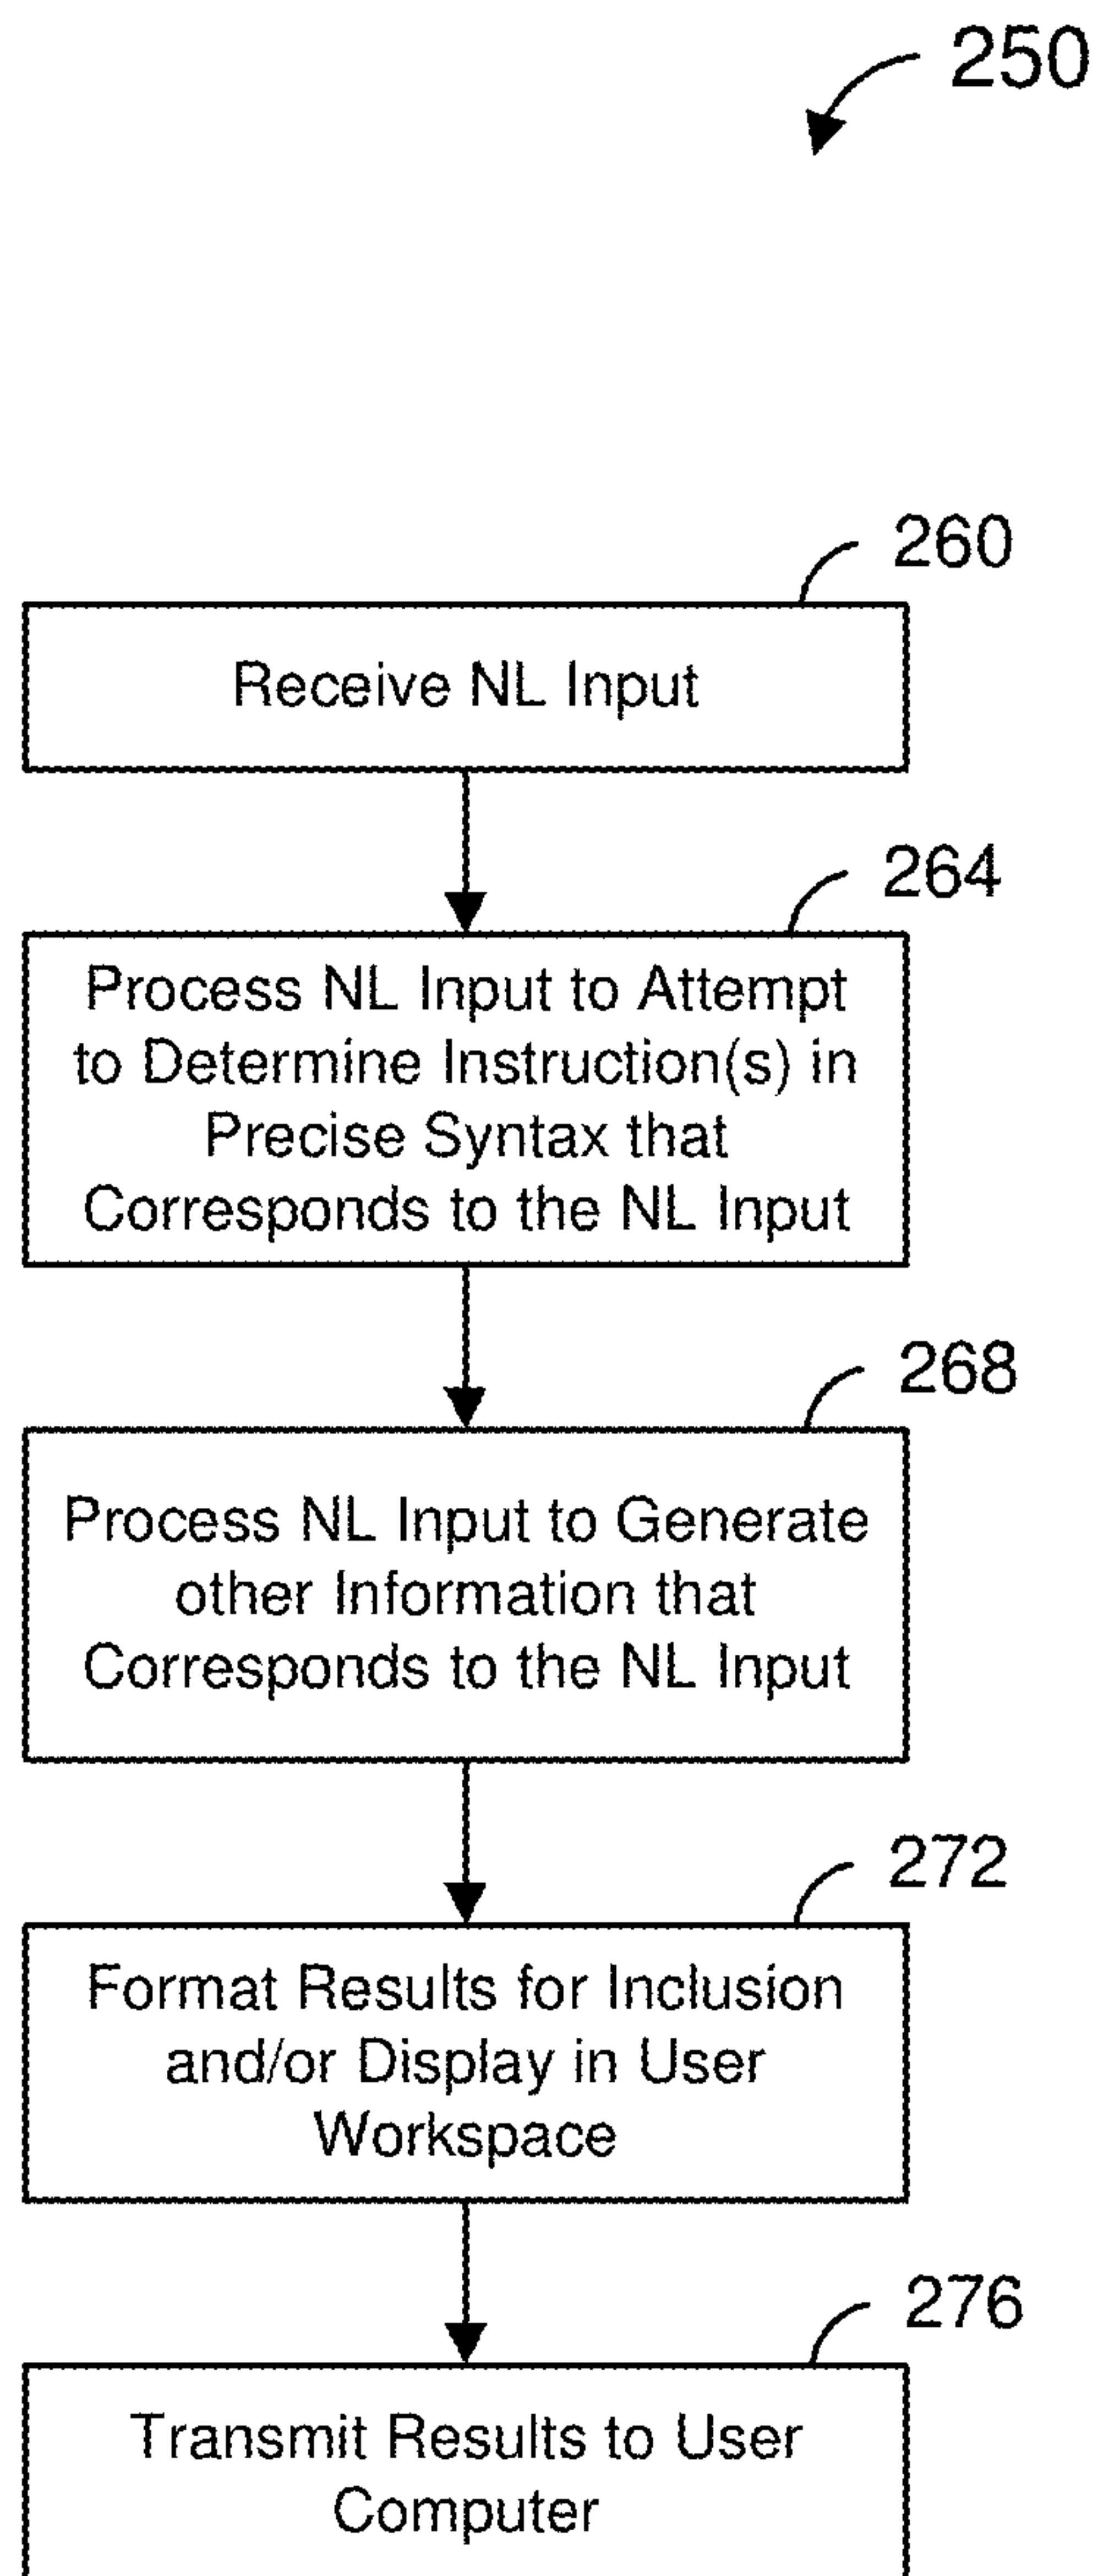 250
260
Receive NL Input
264
Process NL Input to Attempt
to Determine Instruction(s) in
Precise Syntax that
Corresponds to the NL Input
268
Process NL Input to Generate
other Information that
Corresponds to the NL Input
272
Format Results for Inclusion
and/or Display in User
Workspace
276
Transmit Results to User
Computer